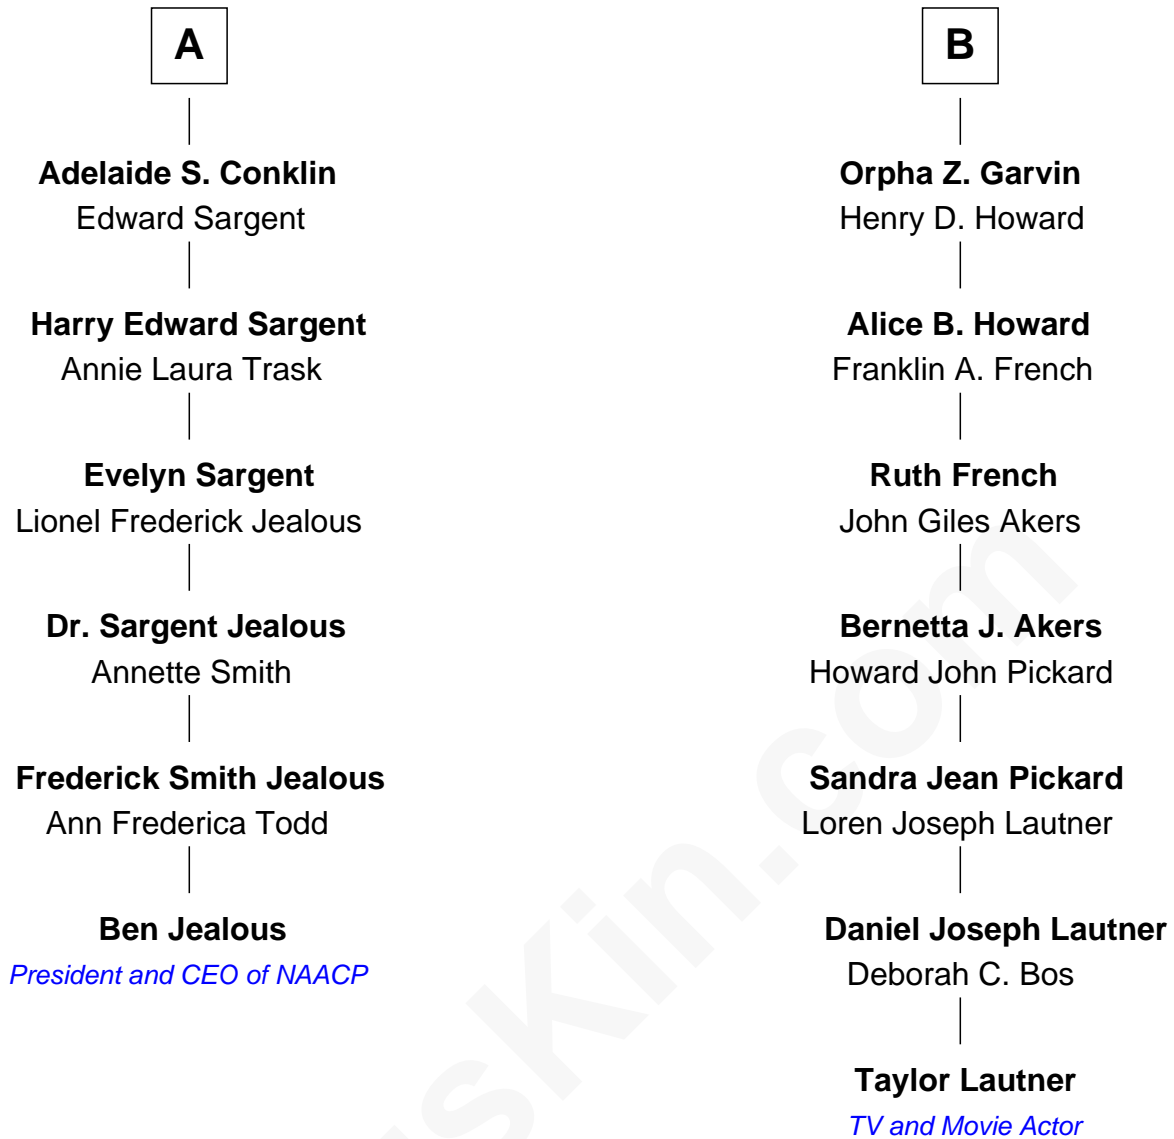 A
Adelaide S. Conklin
Edward Sargent
Harry Edward Sargent
Annie Laura Trask
Evelyn Sargent
Lionel Frederick Jealous
Dr. Sargent Jealous
Annette Smith
Frederick Smith Jealous
Ann Frederica Todd
Ben Jealous
President and CEO of NAACP
B
Orpha Z. Garvin
Henry D. Howard
Alice B. Howard
Franklin A. French
Ruth French
John Giles Akers
Bernetta J. Akers
Howard John Pickard
Sandra Jean Pickard
Loren Joseph Lautner
Daniel Joseph Lautner
Deborah C. Bos
Taylor Lautner
TV and Movie Actor